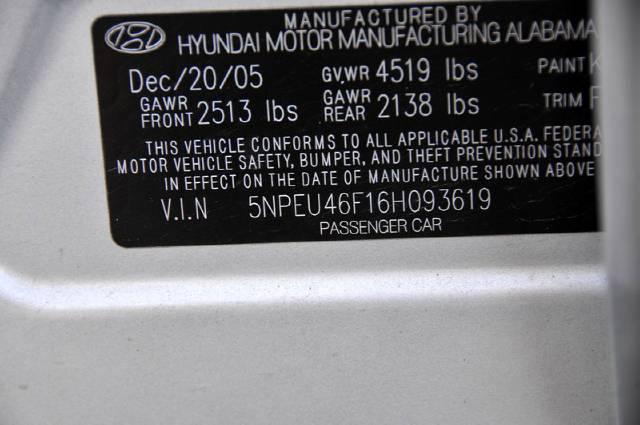 MANUFACTURED BY
HYUNDAI MOTOR MANUFACTURING ALABAMA
Dec/20/05 GVWR 4519 lbs PAINT
GAWR FRONT 2513 lbs GAWR REAR 2138 lbs TRIM
THIS VEHICLE CONFORMS TO ALL APPLICABLE U.S.A. FEDERA
MOTOR VEHICLE SAFETY, BUMPER, AND THEFT PREVENTION STAND
IN EFFECT ON THE DATE OF MANUFACTURE SHOWN ABOVE
V.I.N 5NPEU46F16H093619
PASSENGER CAR